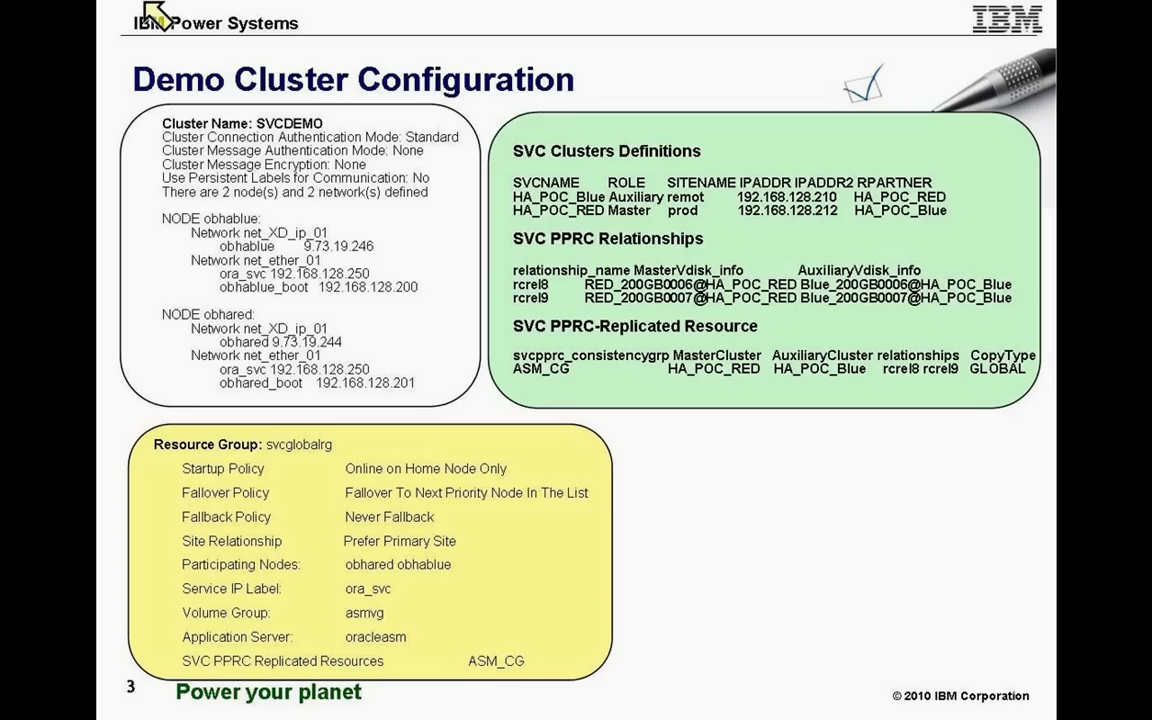 IBM Power Systems
IBM
Demo Cluster Configuration
Cluster Name: SVCDEMO
Cluster Connection Authentication Mode: Standard
Cluster Message Authentication Mode: None
Cluster Message Encryption: None
Use Persistent Labels for Communication: No
There are 2 node(s) and 2 network(s) defined
NODE obhablue:
Network net_XD_ip_01
obhablue 9.73.19.246
Network net_ether_01
ora_svc 192.168.128.250
obhablue_boot 192.168.128.200
NODE obhared:
Network net_XD_ip_01
obhared 9.73.19.244
Network net_ether_01
ora_svc 192.168.128.250
obhared_boot 192.168.128.201
SVC Clusters Definitions
SVCNAME ROLE SITENAME IPADDR IPADDR2 RPARTNER
HA_POC_Blue Auxiliary remot 192.168.128.210 HA_POC_RED
HA_POC_RED Master prod 192.168.128.212 HA_POC_Blue
SVC PPRC Relationships
relationship_name MasterVdisk_info AuxiliaryVdisk_info
rcrel8 RED_200GB0006@HA_POC_RED Blue_200GB0006@HA_POC_Blue
rcrel9 RED_200GB0007@HA_POC_RED Blue_200GB0007@HA_POC_Blue
SVC PPRC-Replicated Resource
svcpprc_consistencygrp MasterCluster AuxiliaryCluster relationships CopyType
ASM_CG HA_POC_RED HA_POC_Blue rcrel8 rcrel9 GLOBAL
Resource Group: svcglobalrg
Startup Policy Online on Home Node Only
Fallover Policy Fallover To Next Priority Node In The List
Fallback Policy Never Fallback
Site Relationship Prefer Primary Site
Participating Nodes: obhared obhablue
Service IP Label: ora_svc
Volume Group: asmvg
Application Server: oracleasm
SVC PPRC Replicated Resources ASM_CG
3
Power your planet
© 2010 IBM Corporation